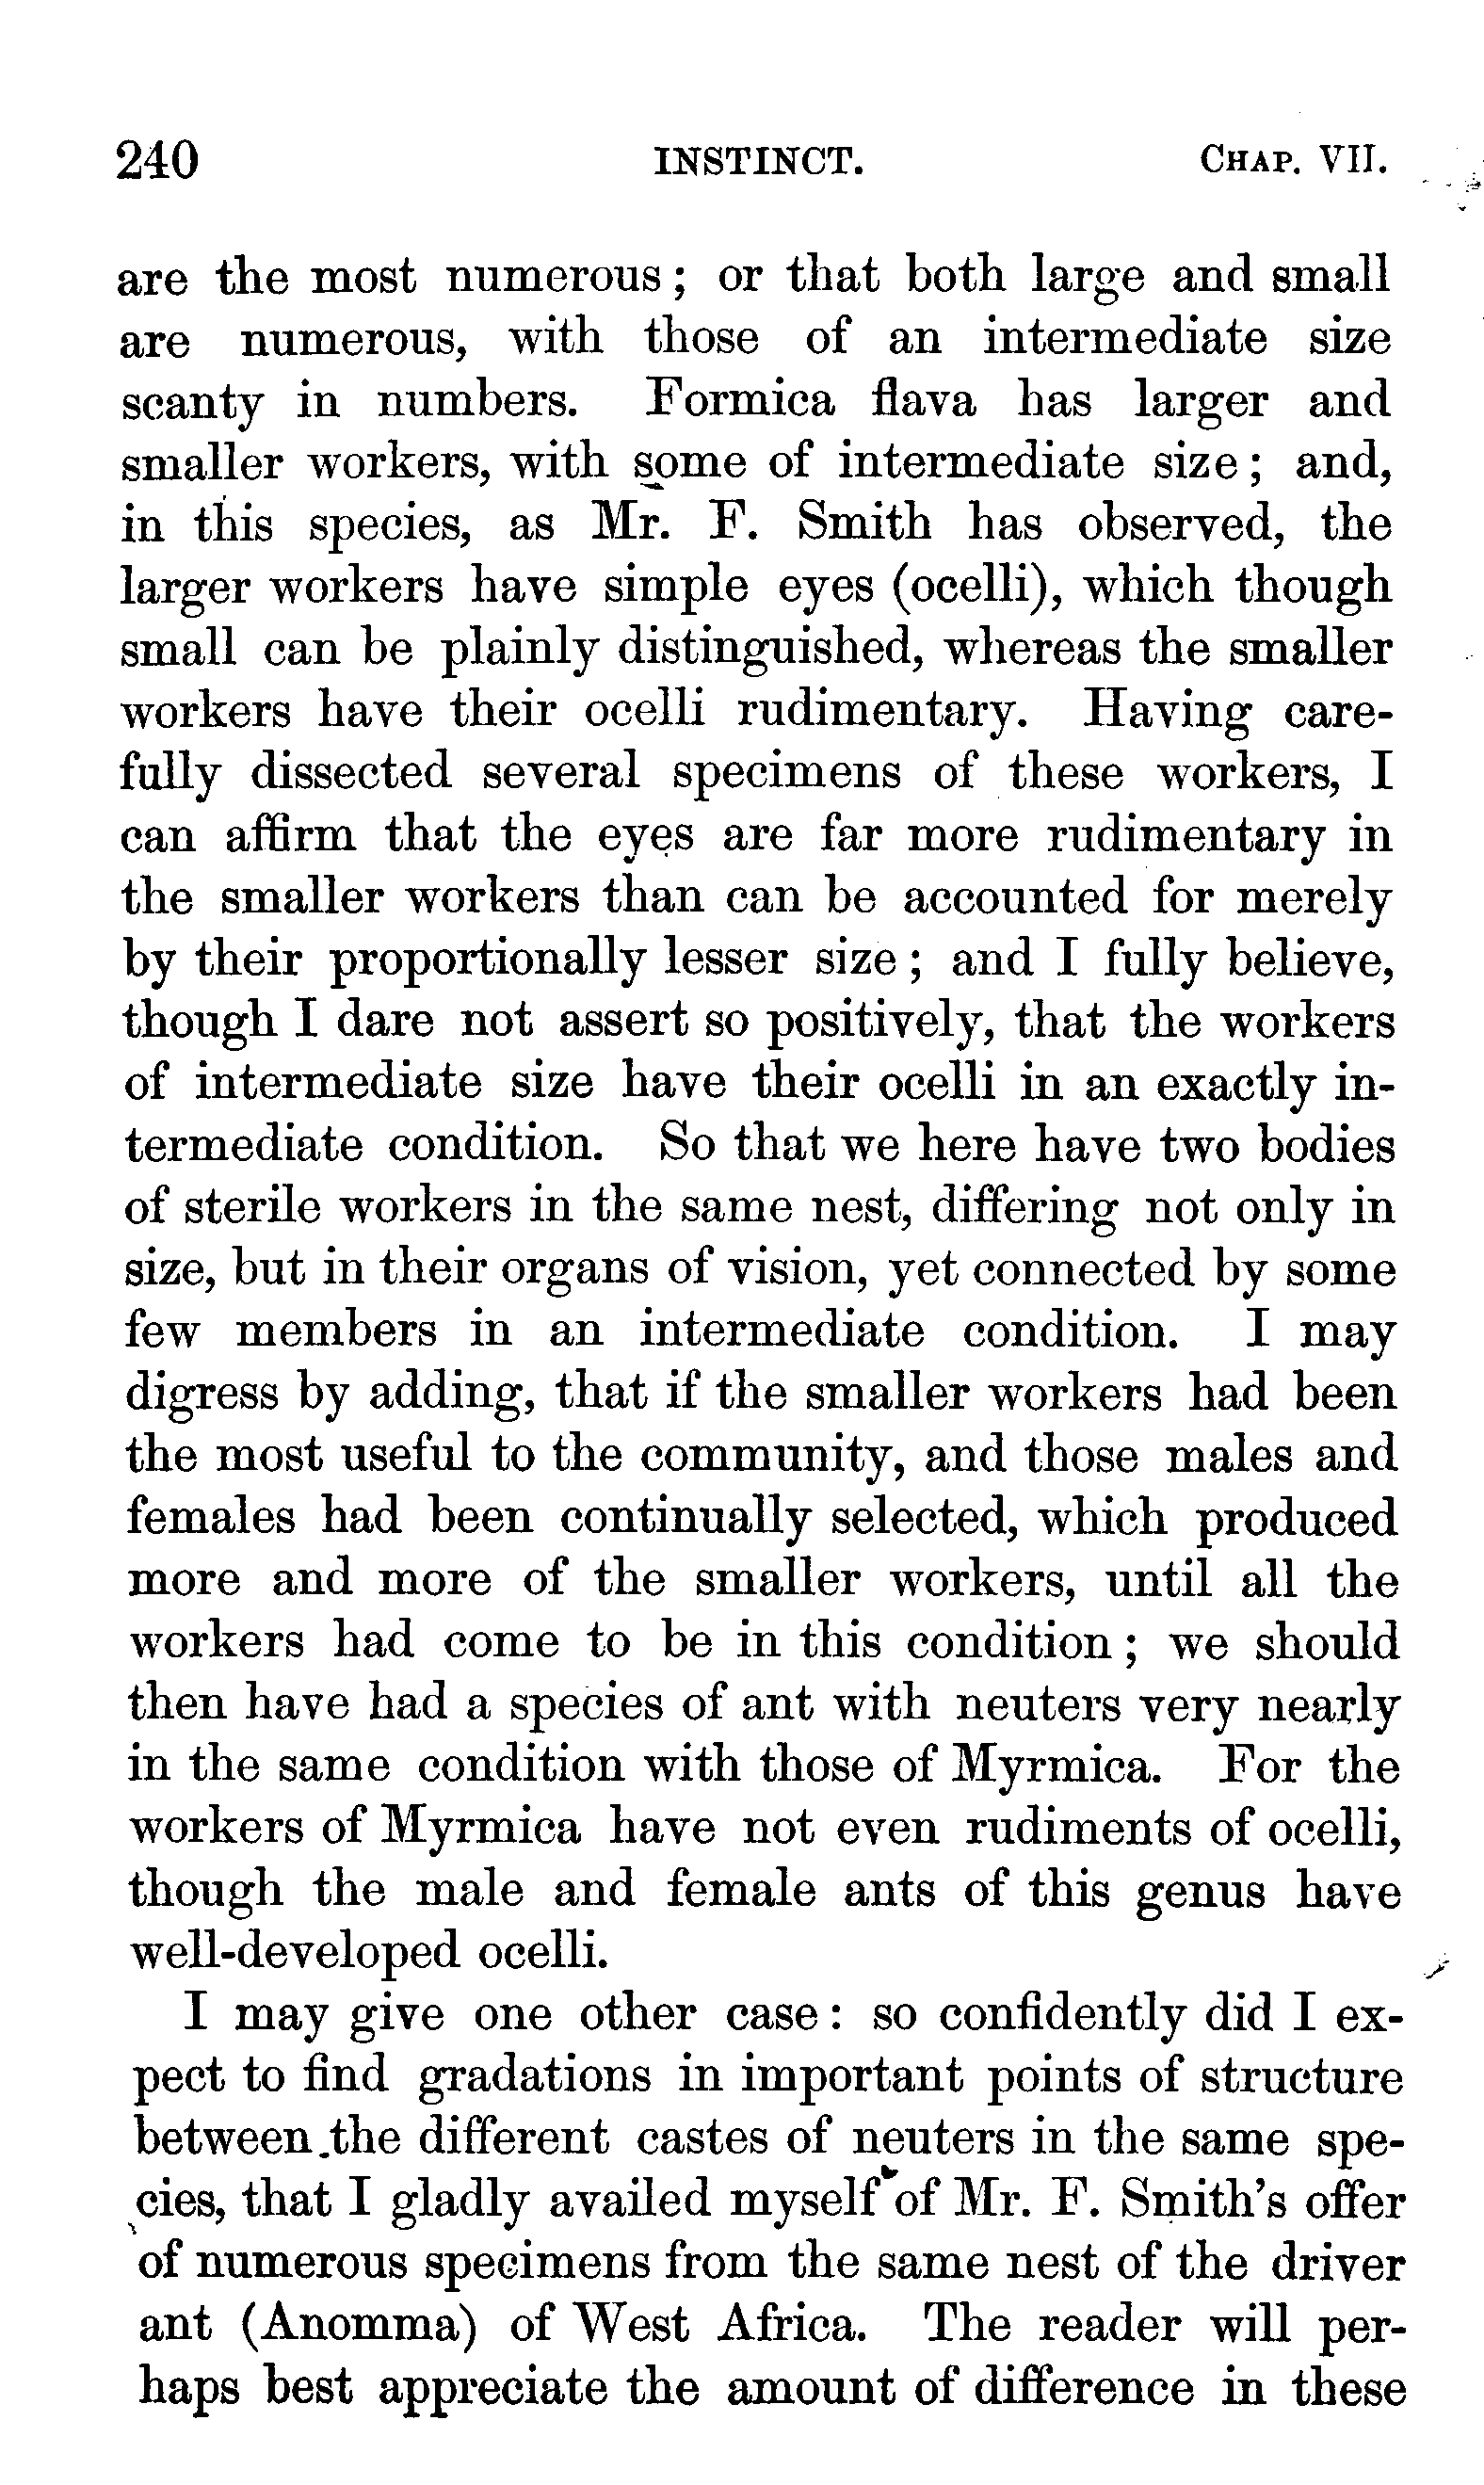 240 INSTINCT. CHAP. VII.
are the most numerous; or that both large and small
are numerous, with those of an intermediate size
scanty in numbers. Formica flava has larger and
smaller workers, with some of intermediate size; and,
in this species, as Mr. F. Smith has observed, the
larger workers have simple eyes (ocelli), which though
small can be plainly distinguished, whereas the smaller
workers have their ocelli rudimentary. Having care-
fully dissected several specimens of these workers, I
can affirm that the eyes are far more rudimentary in
the smaller workers than can be accounted for merely
by their proportionally lesser size; and I fully believe,
though I dare not assert so positively, that the workers
of intermediate size have their ocelli in an exactly in-
termediate condition. So that we here have two bodies
of sterile workers in the same nest, differing not only in
size, but in their organs of vision, yet connected by some
few members in an intermediate condition. I may
digress by adding, that if the smaller workers had been
the most useful to the community, and those males and
females had been continually selected, which produced
more and more of the smaller workers, until all the
workers had come to be in this condition; we should
then have had a species of ant with neuters very nearly
in the same condition with those of Myrmica. For the
workers of Myrmica have not even rudiments of ocelli,
though the male and female ants of this genus have
well-developed ocelli.
I may give one other case: so confidently did I ex-
pect to find gradations in important points of structure
between the different castes of neuters in the same spe-
cies, that I gladly availed myself of Mr. F. Smith's offer
of numerous specimens from the same nest of the driver
ant (Anomma) of West Africa. The reader will per-
haps best appreciate the amount of difference in these